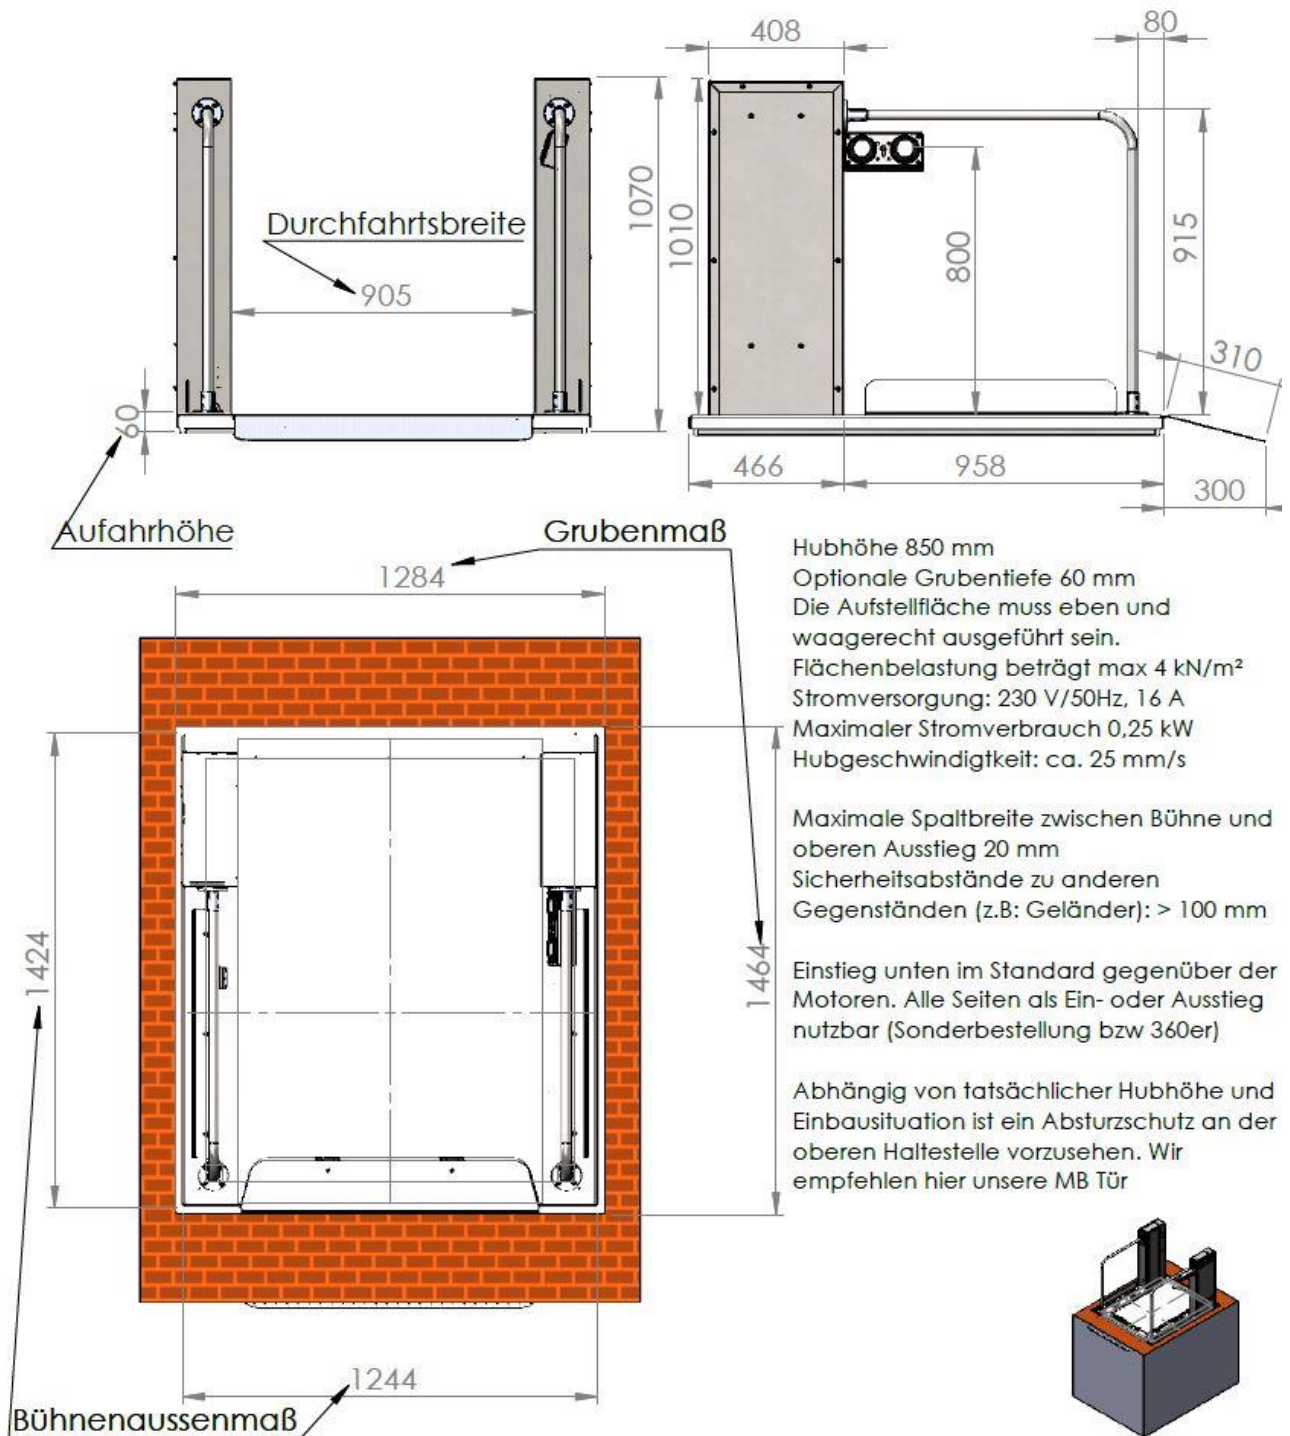 408
80
1070
1010
800
915
310
Durchfahrtsbreite
905
60
466
958
300
Aufahrhöhe
Grubenmaß
1284
Hubhöhe 850 mm
Optionale Grubentiefe 60 mm
Die Aufstellfläche muss eben und
waagerecht ausgeführt sein.
Flächenbelastung beträgt max 4 kN/m²
Stromversorgung: 230 V/50Hz, 16 A
Maximaler Stromverbrauch 0,25 kW
Hubgeschwindigtkeit: ca. 25 mm/s
Maximale Spaltbreite zwischen Bühne und
oberen Ausstieg 20 mm
Sicherheitsabstände zu anderen
Gegenständen (z.B: Geländer): > 100 mm
Einstieg unten im Standard gegenüber der
Motoren. Alle Seiten als Ein- oder Ausstieg
nutzbar (Sonderbestellung bzw 360er)
Abhängig von tatsächlicher Hubhöhe und
Einbausituation ist ein Absturzschutz an der
oberen Haltestelle vorzusehen. Wir
empfehlen hier unsere MB Tür
1424
1464
1244
Bühnenaussenmaß